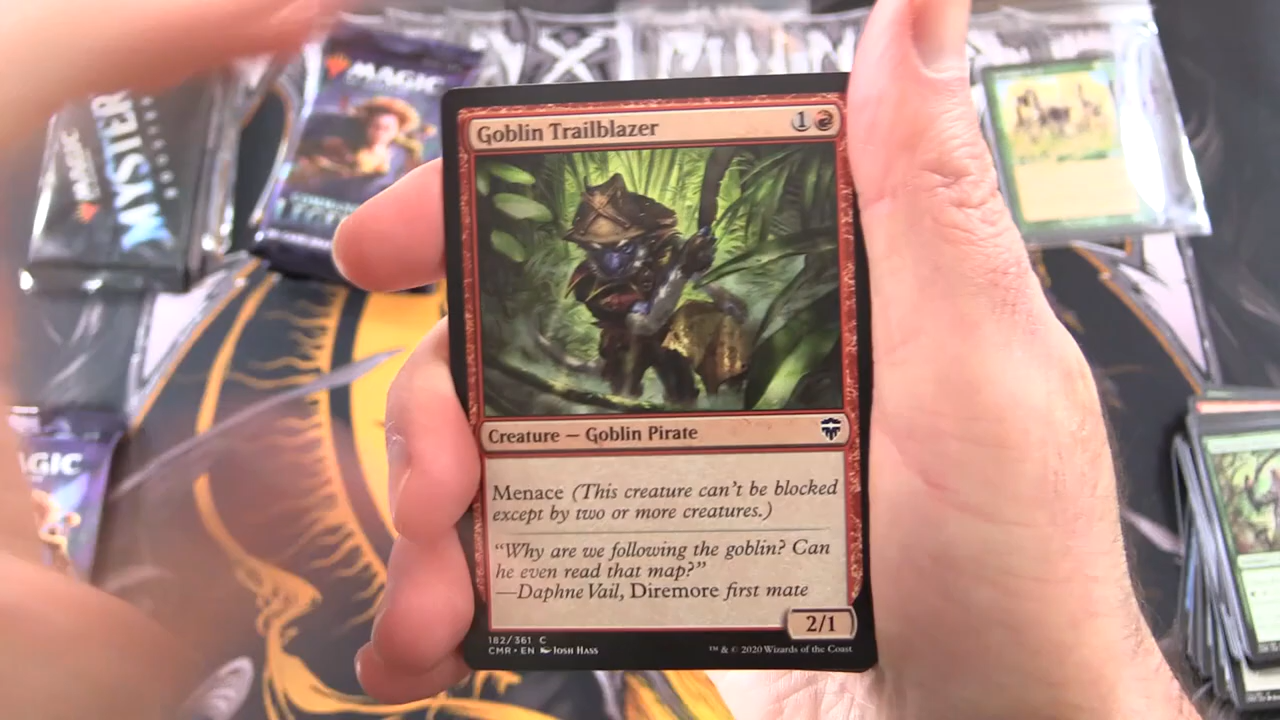 MAGIC
MYSTER
MAGIC
Goblin Trailblazer
1
Creature — Goblin Pirate
Menace (This creature can't be blocked
except by two or more creatures.)
“Why are we following the goblin? Can
he even read that map?”
—Daphne Vail, Diremore first mate
2/1
182/361 C
CMR • EN Josh Hass
™ & © 2020 Wizards of the Coast
AGIC